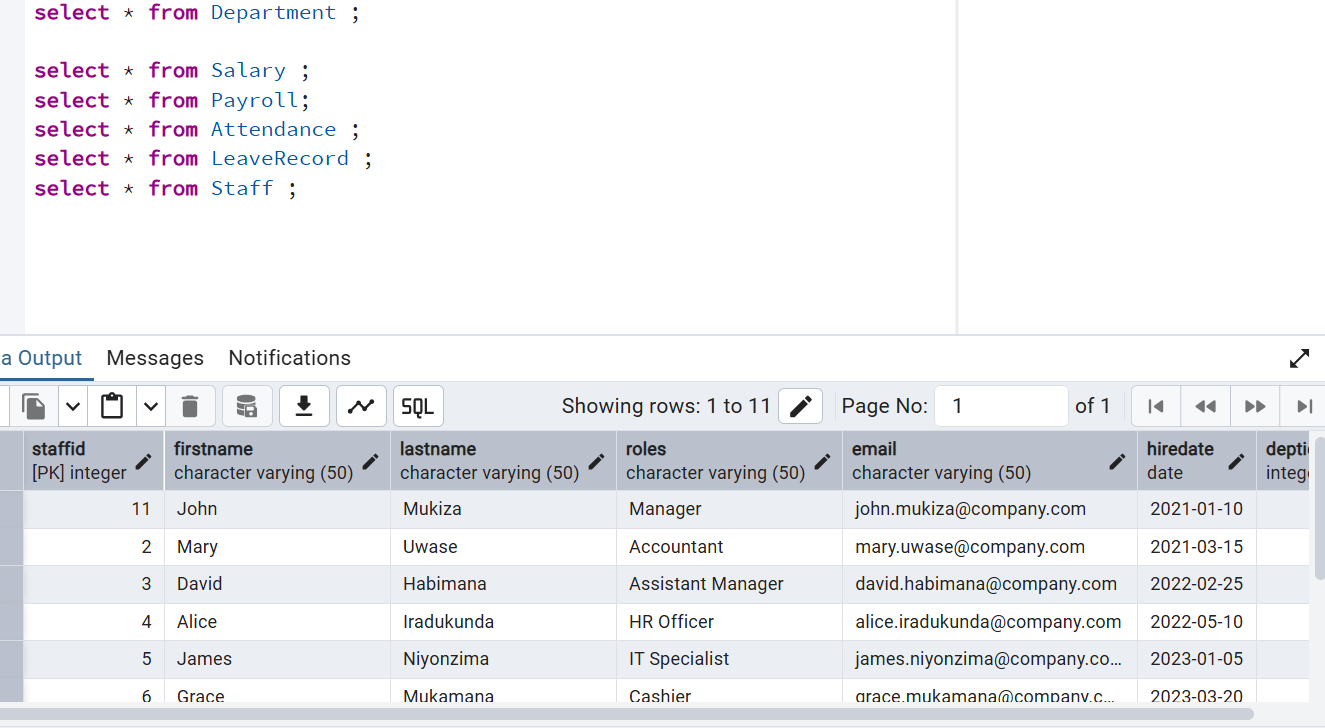 select * from Department ;
select * from Salary ;
select * from Payroll;
select * from Attendance ;
select * from LeaveRecord ;
select * from Staff ;
a Output Messages Notifications
SQL Showing rows: 1 to 11 Page No: 1 of 1
staffid firstname lastname roles email hiredate depti
[PK] integer character varying (50) character varying (50) character varying (50) character varying (50) date integ
11 John Mukiza Manager john.mukiza@company.com 2021-01-10
2 Mary Uwase Accountant mary.uwase@company.com 2021-03-15
3 David Habimana Assistant Manager david.habimana@company.com 2022-02-25
4 Alice Iradukunda HR Officer alice.iradukunda@company.com 2022-05-10
5 James Niyonzima IT Specialist james.niyonzima@company.co... 2023-01-05
6 Grace Mukamana Cashier grace.mukamana@company.c... 2023-03-20